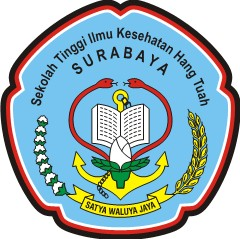 Sekolah Tinggi Ilmu Kesehatan Hang Tuah
SURABAYA
SATYA WALUYA JAYA